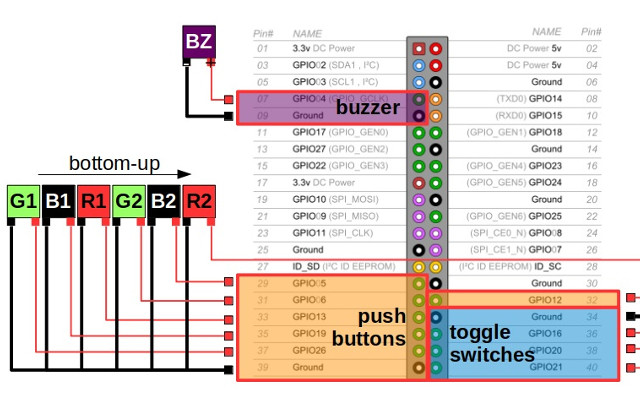 Pin# NAME NAME Pin#
BZ
01 3.3v DC Power DC Power 5v 02
03 GPIO02 (SDA1 , I²C) DC Power 5v 04
05 GPIO03 (SCL1 , I²C) Ground 06
07 GPIO04 (GPIO_GCLK) (TXD0) GPIO14 08
buzzer
09 Ground (RXD0) GPIO15 10
11 GPIO17 (GPIO_GEN0) (GPIO_GEN1) GPIO18 12
13 GPIO27 (GPIO_GEN2) Ground 14
bottom-up
15 GPIO22 (GPIO_GEN3) (GPIO_GEN4) GPIO23 16
17 3.3v DC Power (GPIO_GEN5) GPIO24 18
G1 B1 R1 G2 B2 R2
19 GPIO10 (SPI_MOSI) Ground 20
21 GPIO09 (SPI_MISO) (GPIO_GEN6) GPIO25 22
23 GPIO11 (SPI_CLK) (SPI_CE0_N) GPIO08 24
25 Ground (SPI_CE1_N) GPIO07 26
27 ID_SD (I²C ID EEPROM) (I²C ID EEPROM) ID_SC 28
29 GPIO05 Ground 30
31 GPIO06 GPIO12 32
33 GPIO13 Ground 34
push
buttons
toggle
switches
35 GPIO19 GPIO16 36
37 GPIO26 GPIO20 38
39 Ground GPIO21 40